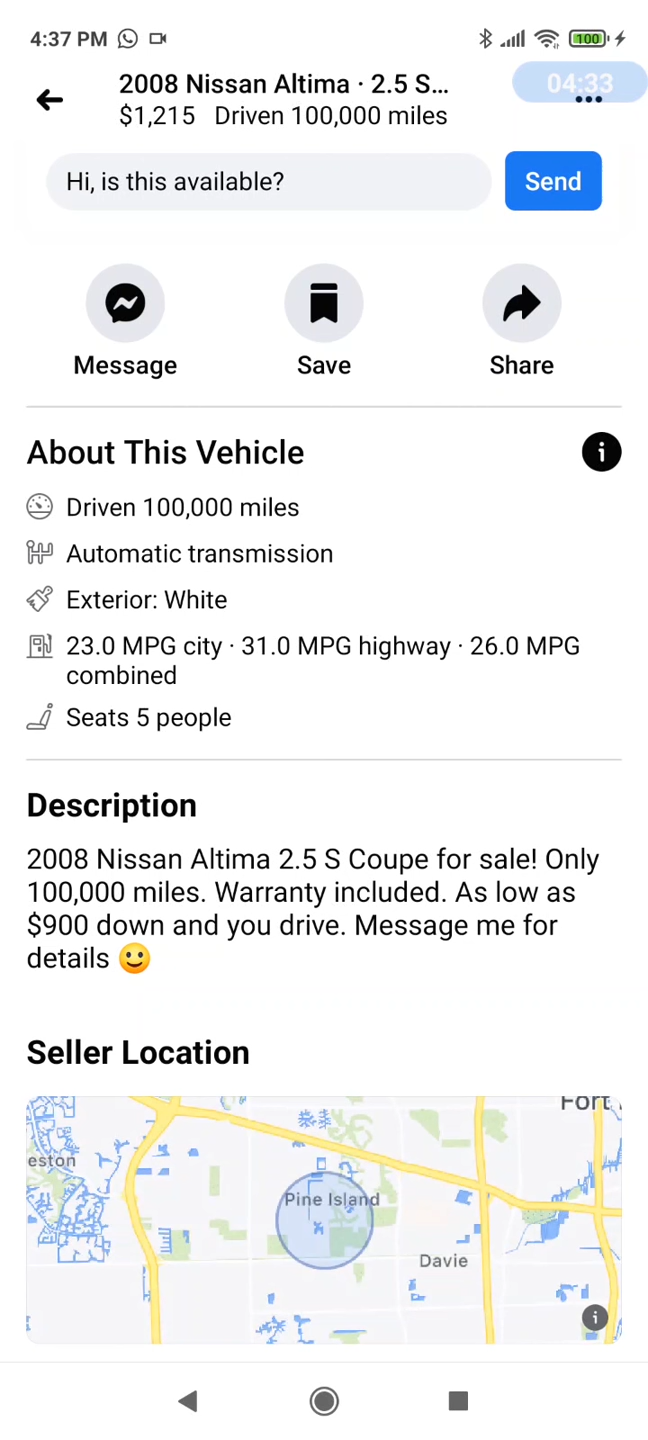 4:37 PM
100
04:33
2008 Nissan Altima · 2.5 S...
$1,215 Driven 100,000 miles
Hi, is this available?
Send
Message
Save
Share
About This Vehicle
Driven 100,000 miles
Automatic transmission
Exterior: White
23.0 MPG city · 31.0 MPG highway · 26.0 MPG
combined
Seats 5 people
Description
2008 Nissan Altima 2.5 S Coupe for sale! Only
100,000 miles. Warranty included. As low as
$900 down and you drive. Message me for
details 🙂
Seller Location
Fort
eston
Pine Island
Davie